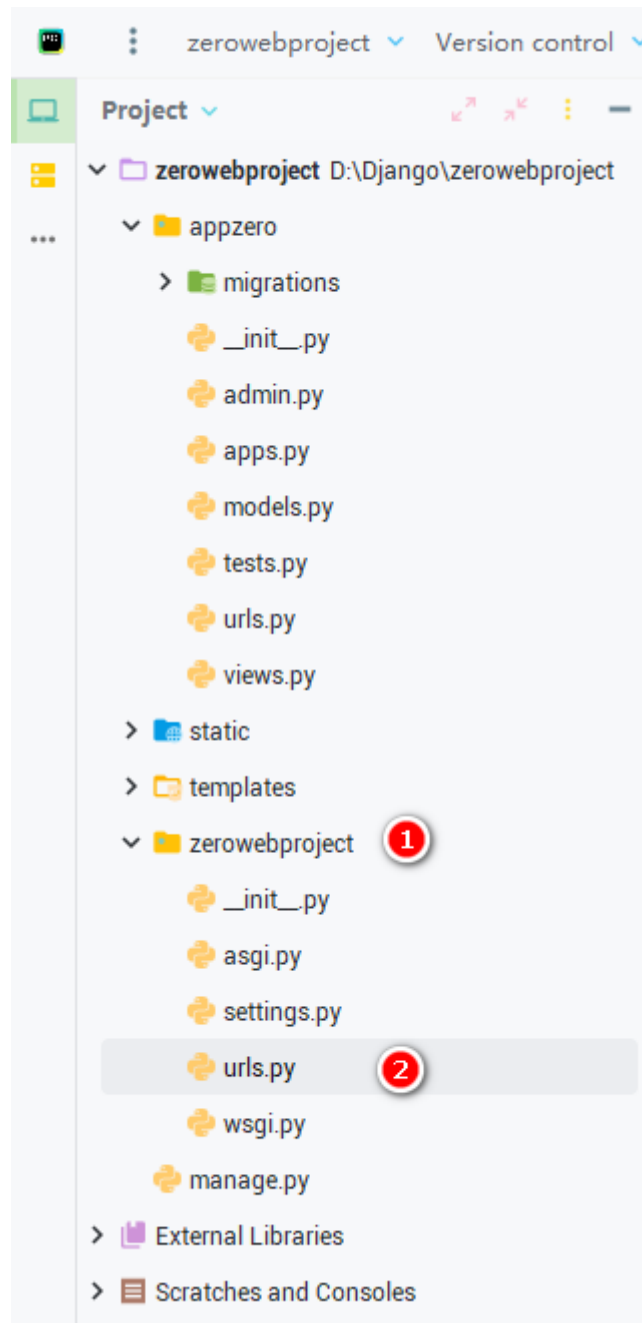 PC
zerowebproject Version control
Project
zerowebproject D:\Django\zerowebproject
appzero
migrations
__init__.py
admin.py
apps.py
models.py
tests.py
urls.py
views.py
static
templates
zerowebproject 1
__init__.py
asgi.py
settings.py
urls.py 2
wsgi.py
manage.py
External Libraries
Scratches and Consoles